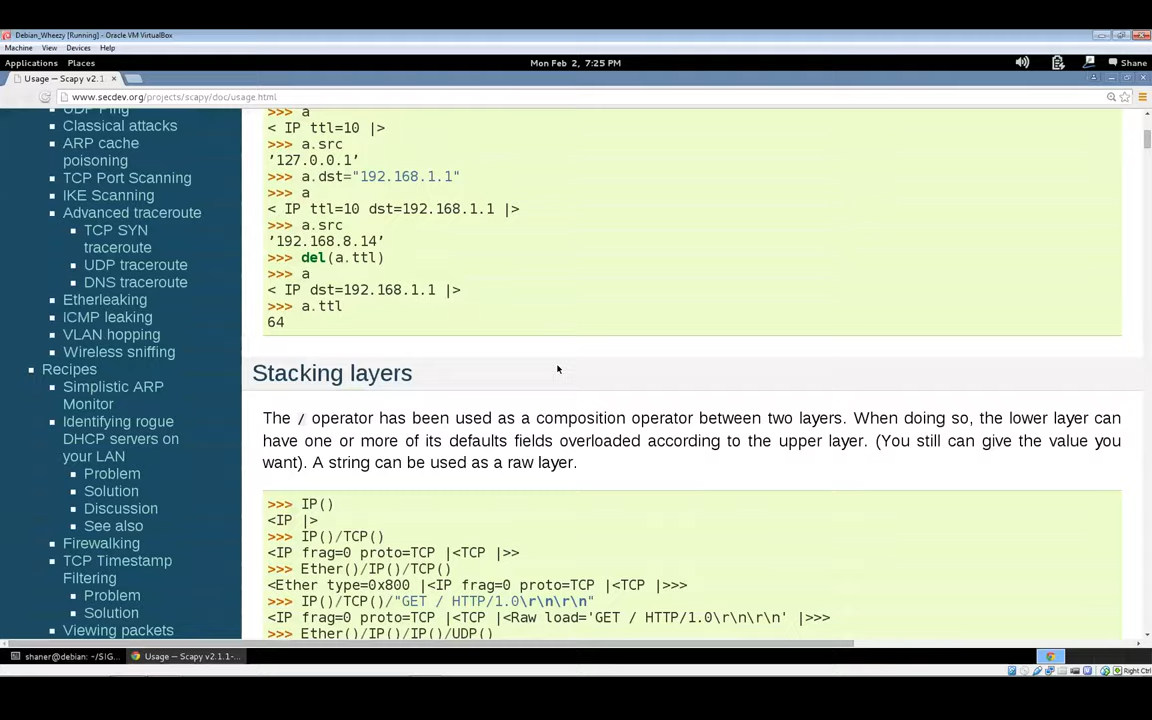 Debian_Wheezy [Running] - Oracle VM VirtualBox
Machine View Devices Help
Applications Places
Mon Feb 2, 7:25 PM
Shane
Usage — Scapy v2.1
www.secdev.org/projects/scapy/doc/usage.html
UDP Ping
Classical attacks
ARP cache
poisoning
TCP Port Scanning
IKE Scanning
Advanced traceroute
TCP SYN
traceroute
UDP traceroute
DNS traceroute
Etherleaking
ICMP leaking
VLAN hopping
Wireless sniffing
Recipes
Simplistic ARP
Monitor
Identifying rogue
DHCP servers on
your LAN
Problem
Solution
Discussion
See also
Firewalking
TCP Timestamp
Filtering
Problem
Solution
Viewing packets
>>> a
< IP ttl=10 |>
>>> a.src
’127.0.0.1’
>>> a.dst="192.168.1.1"
>>> a
< IP ttl=10 dst=192.168.1.1 |>
>>> a.src
’192.168.8.14’
>>> del(a.ttl)
>>> a
< IP dst=192.168.1.1 |>
>>> a.ttl
64
Stacking layers
The / operator has been used as a composition operator between two layers. When doing so, the lower layer can
have one or more of its defaults fields overloaded according to the upper layer. (You still can give the value you
want). A string can be used as a raw layer.
>>> IP()
<IP |>
>>> IP()/TCP()
<IP frag=0 proto=TCP |<TCP |>>
>>> Ether()/IP()/TCP()
<Ether type=0x800 |<IP frag=0 proto=TCP |<TCP |>>>
>>> IP()/TCP()/"GET / HTTP/1.0\r\n\r\n"
<IP frag=0 proto=TCP |<TCP |<Raw load='GET / HTTP/1.0\r\n\r\n' |>>>
>>> Ether()/IP()/IP()/UDP()
shaner@debian: ~/SIG...
Usage — Scapy v2.1.1-...
Right Ctrl